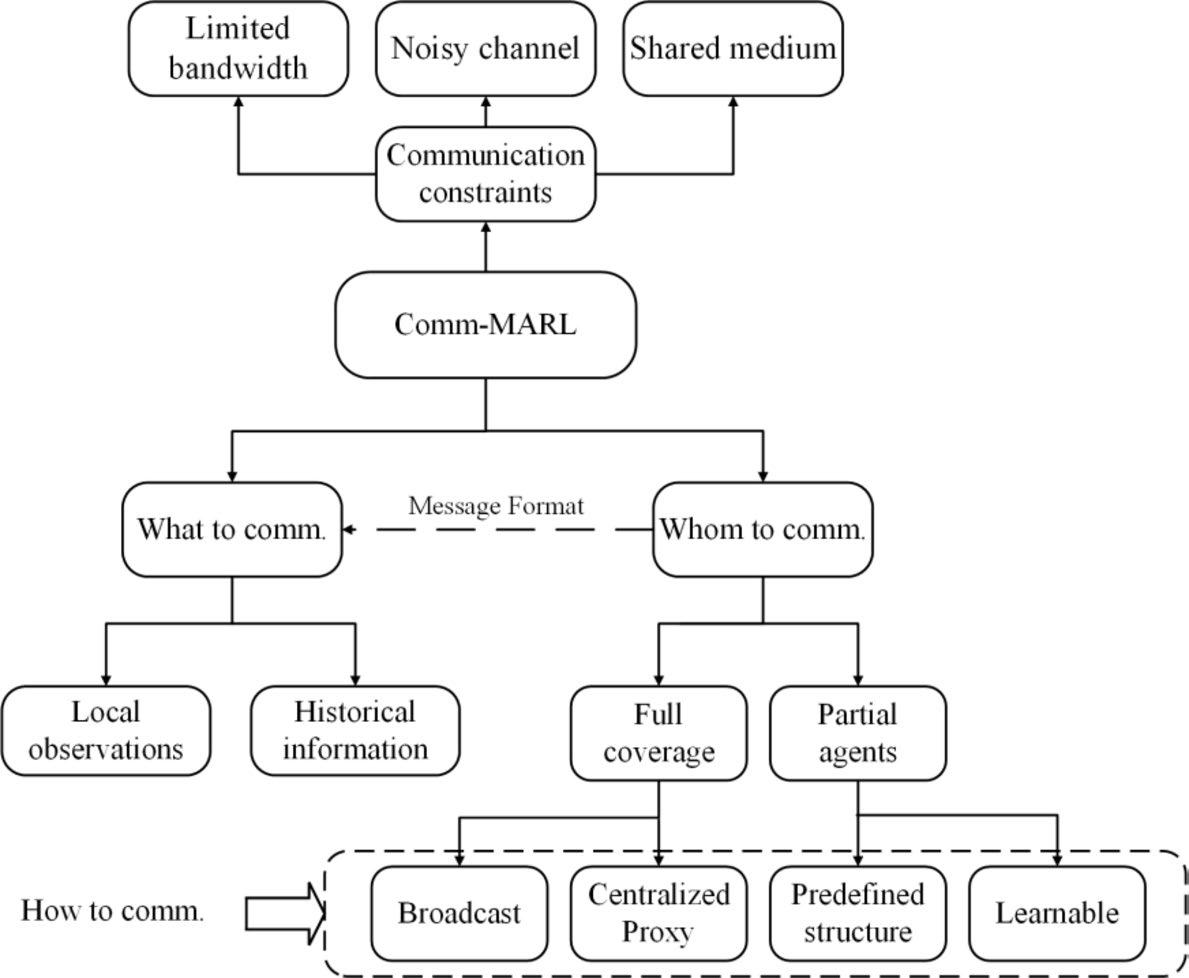 Limited
bandwidth
Noisy channel
Shared medium
Communication
constraints
Comm-MARL
What to comm.
Message Format
Whom to comm.
Local
observations
Historical
information
Full
coverage
Partial
agents
How to comm.
Broadcast
Centralized
Proxy
Predefined
structure
Learnable